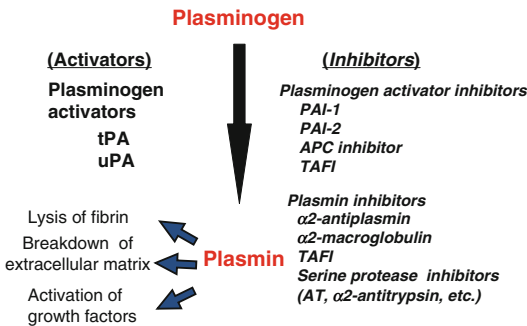 Plasminogen
(Activators)
Plasminogen
activators
tPA
uPA
(Inhibitors)
Plasminogen activator inhibitors
PAI-1
PAI-2
APC inhibitor
TAFI
Plasmin inhibitors
α2-antiplasmin
α2-macroglobulin
TAFI
Serine protease inhibitors
(AT, α2-antitrypsin, etc.)
Plasmin
Lysis of fibrin
Breakdown of
extracellular matrix
Activation of
growth factors